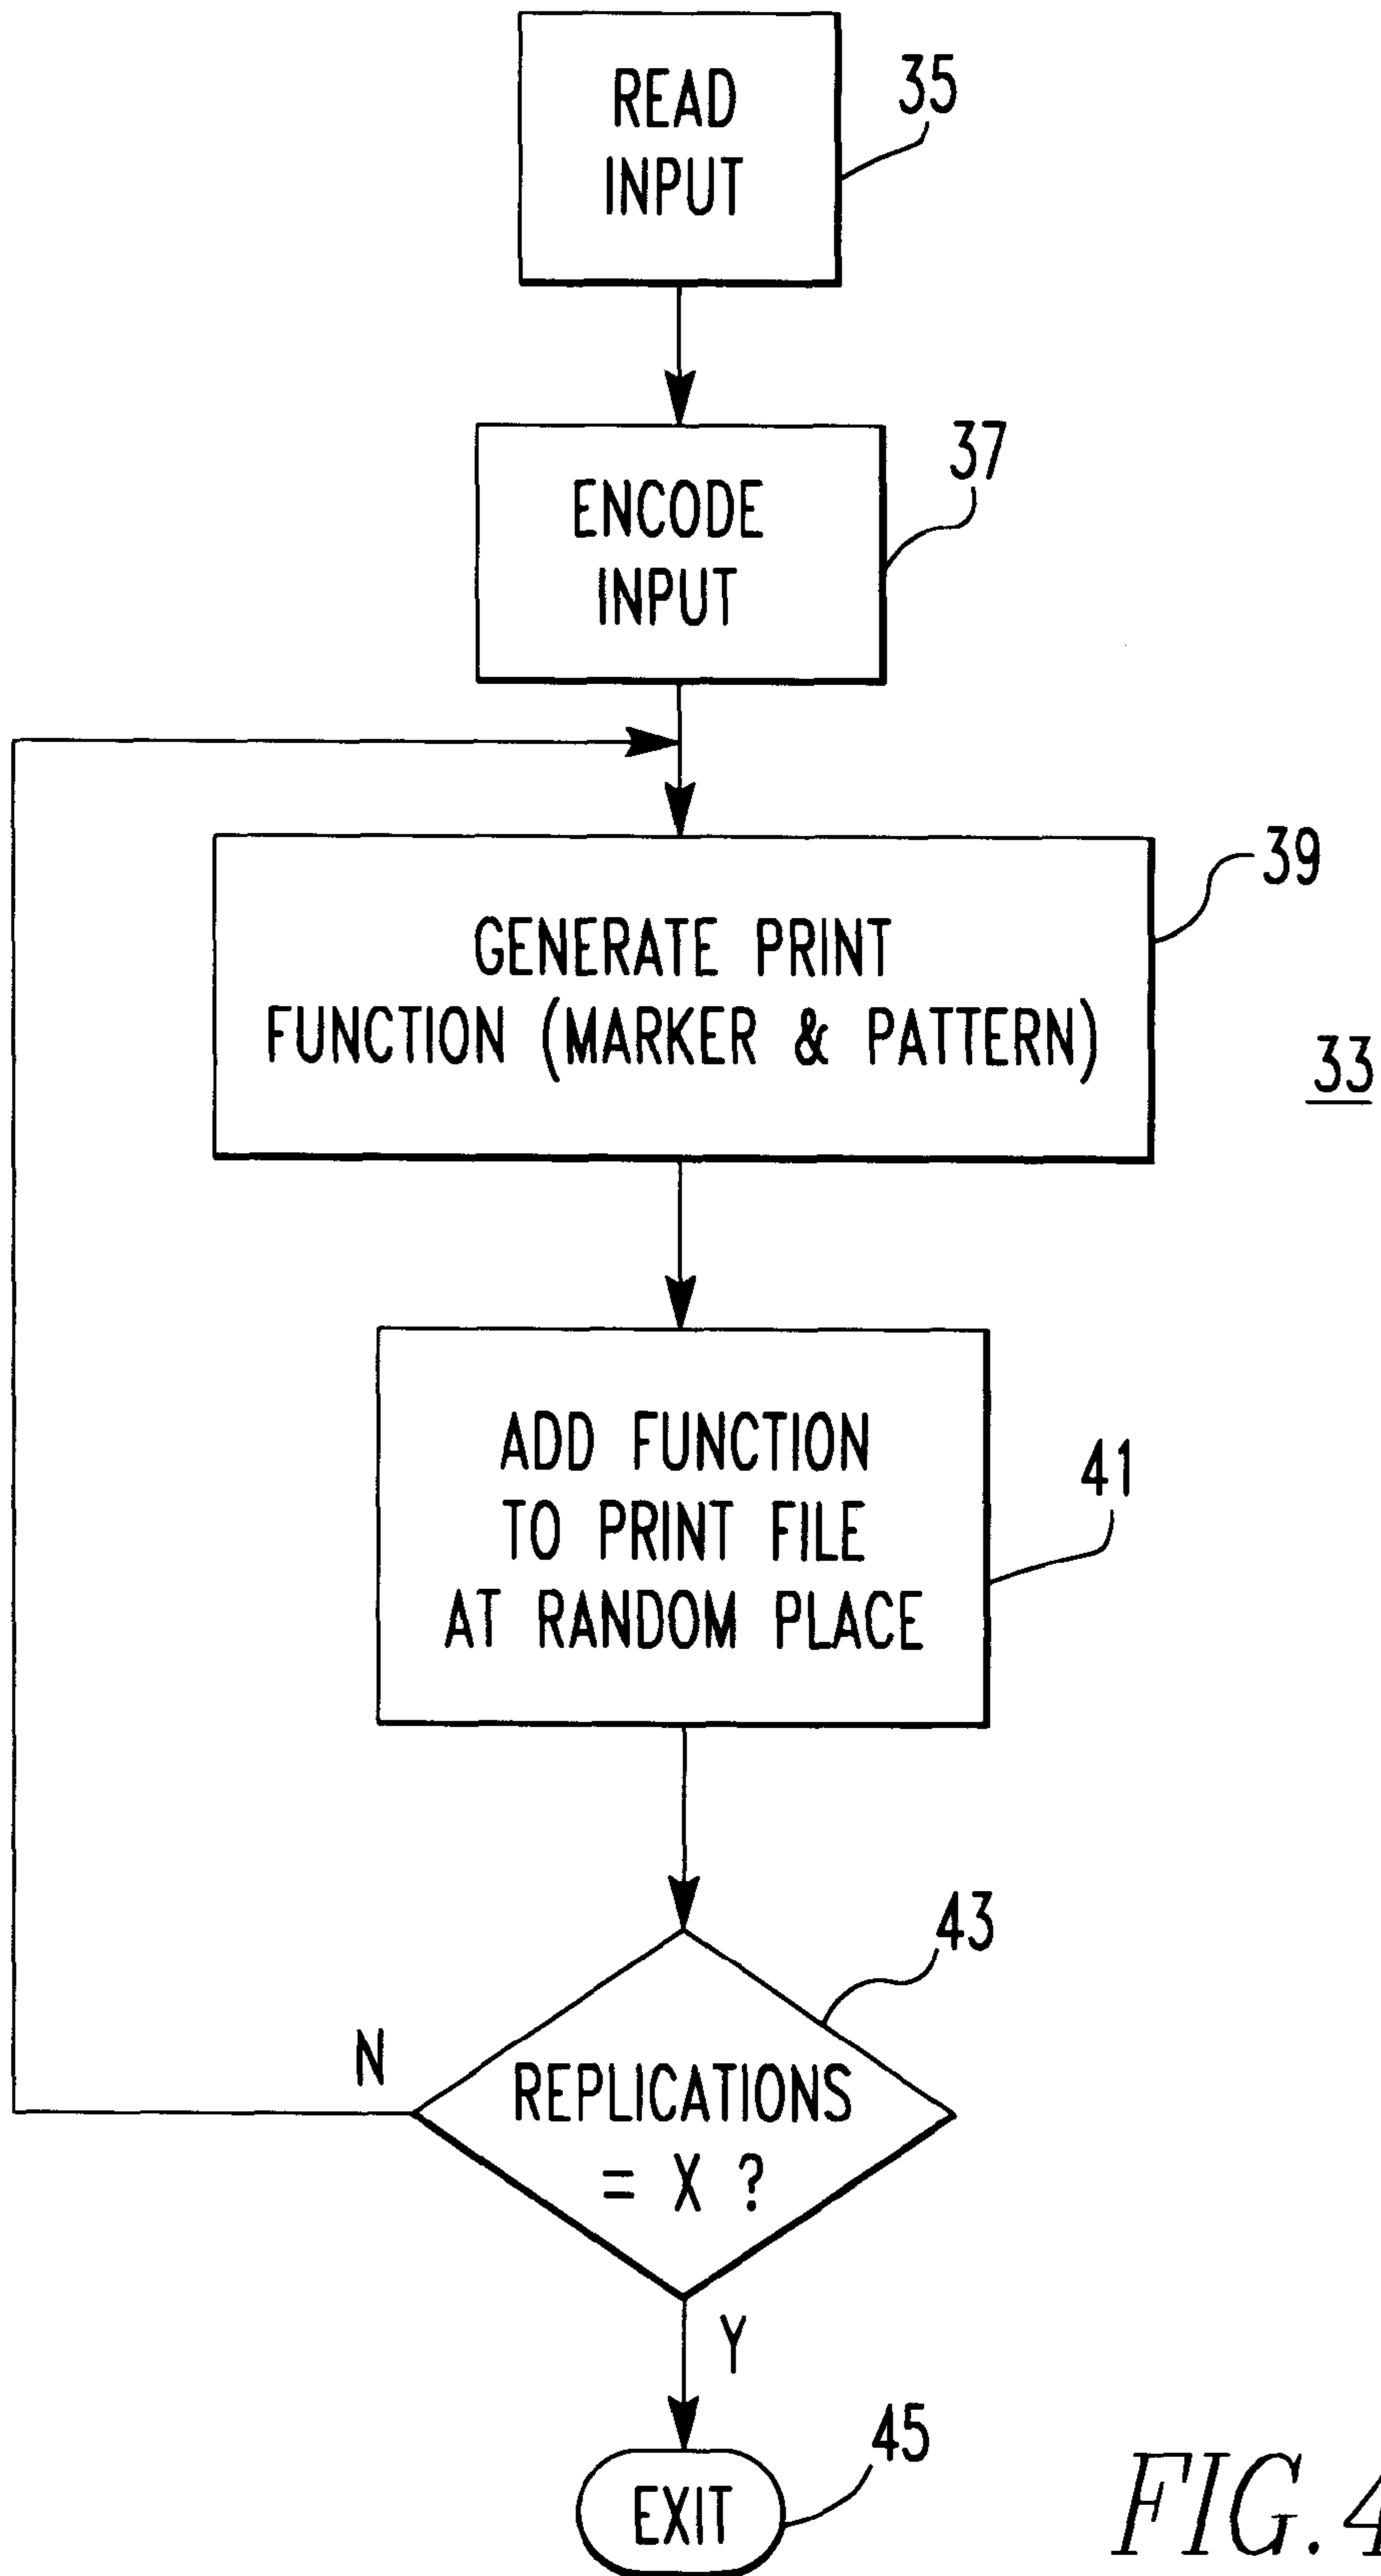 READ
INPUT
35
ENCODE
INPUT
37
GENERATE PRINT
FUNCTION (MARKER & PATTERN)
39
33
ADD FUNCTION
TO PRINT FILE
AT RANDOM PLACE
41
REPLICATIONS
= X ?
43
N
Y
EXIT
45
FIG. 4